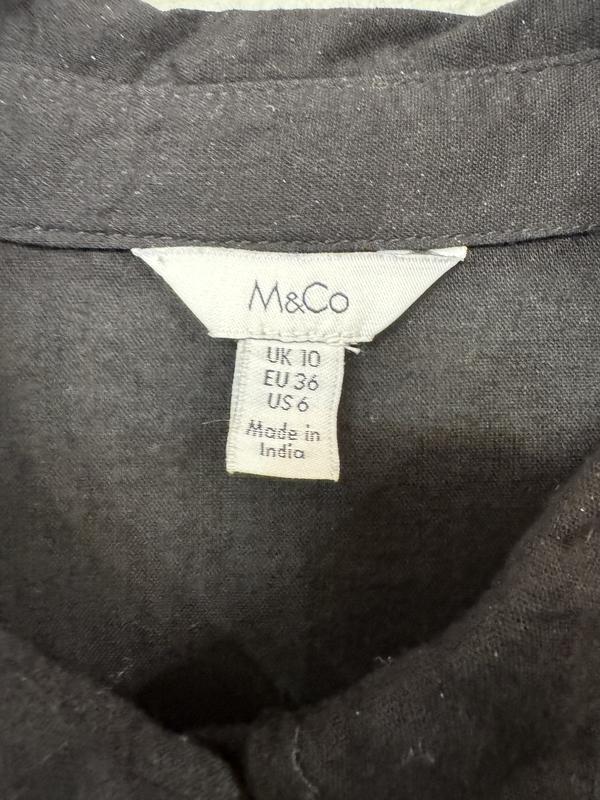 M&Co
UK 10
EU 36
US 6
Made in
India